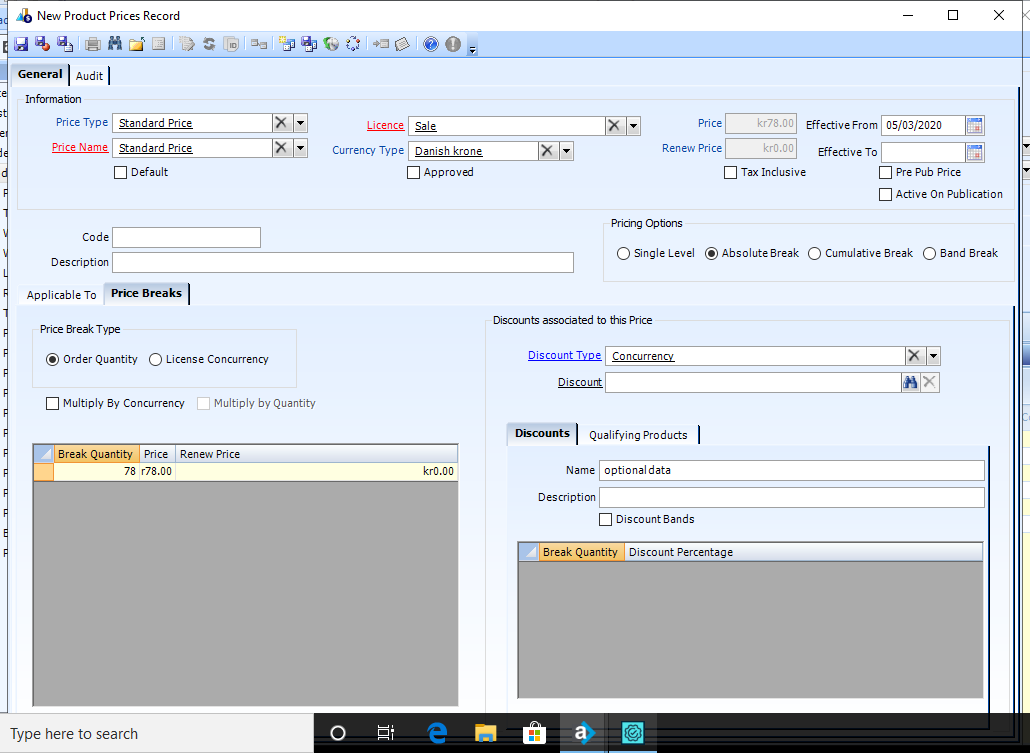 New Product Prices Record
General
Audit
Information
Price Type
Standard Price
Licence
Sale
Price
kr78.00
Effective From
05/03/2020
Price Name
Standard Price
Currency Type
Danish krone
Renew Price
kr0.00
Effective To
Default
Approved
Tax Inclusive
Pre Pub Price
Active On Publication
Code
Description
Pricing Options
Single Level
Absolute Break
Cumulative Break
Band Break
Applicable To
Price Breaks
Price Break Type
Order Quantity
License Concurrency
Multiply By Concurrency
Multiply by Quantity
Break Quantity
Price
Renew Price
78
r78.00
kr0.00
Discounts associated to this Price
Discount Type
Concurrency
Discount
Discounts
Qualifying Products
Name
optional data
Description
Discount Bands
Break Quantity
Discount Percentage
Type here to search